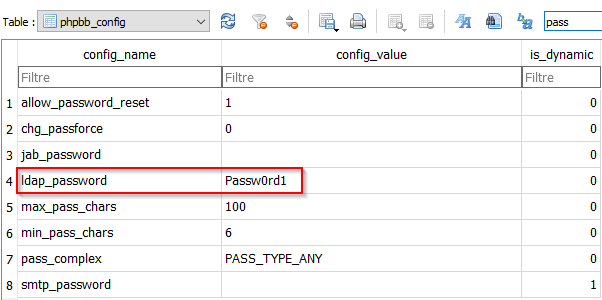 Table : phpbb_config pass
config_name config_value is_dynamic
Filtre Filtre Filtre
1 allow_password_reset 1 0
2 chg_passforce 0 0
3 jab_password 0
4 ldap_password Passw0rd1 0
5 max_pass_chars 100 0
6 min_pass_chars 6 0
7 pass_complex PASS_TYPE_ANY 0
8 smtp_password 1